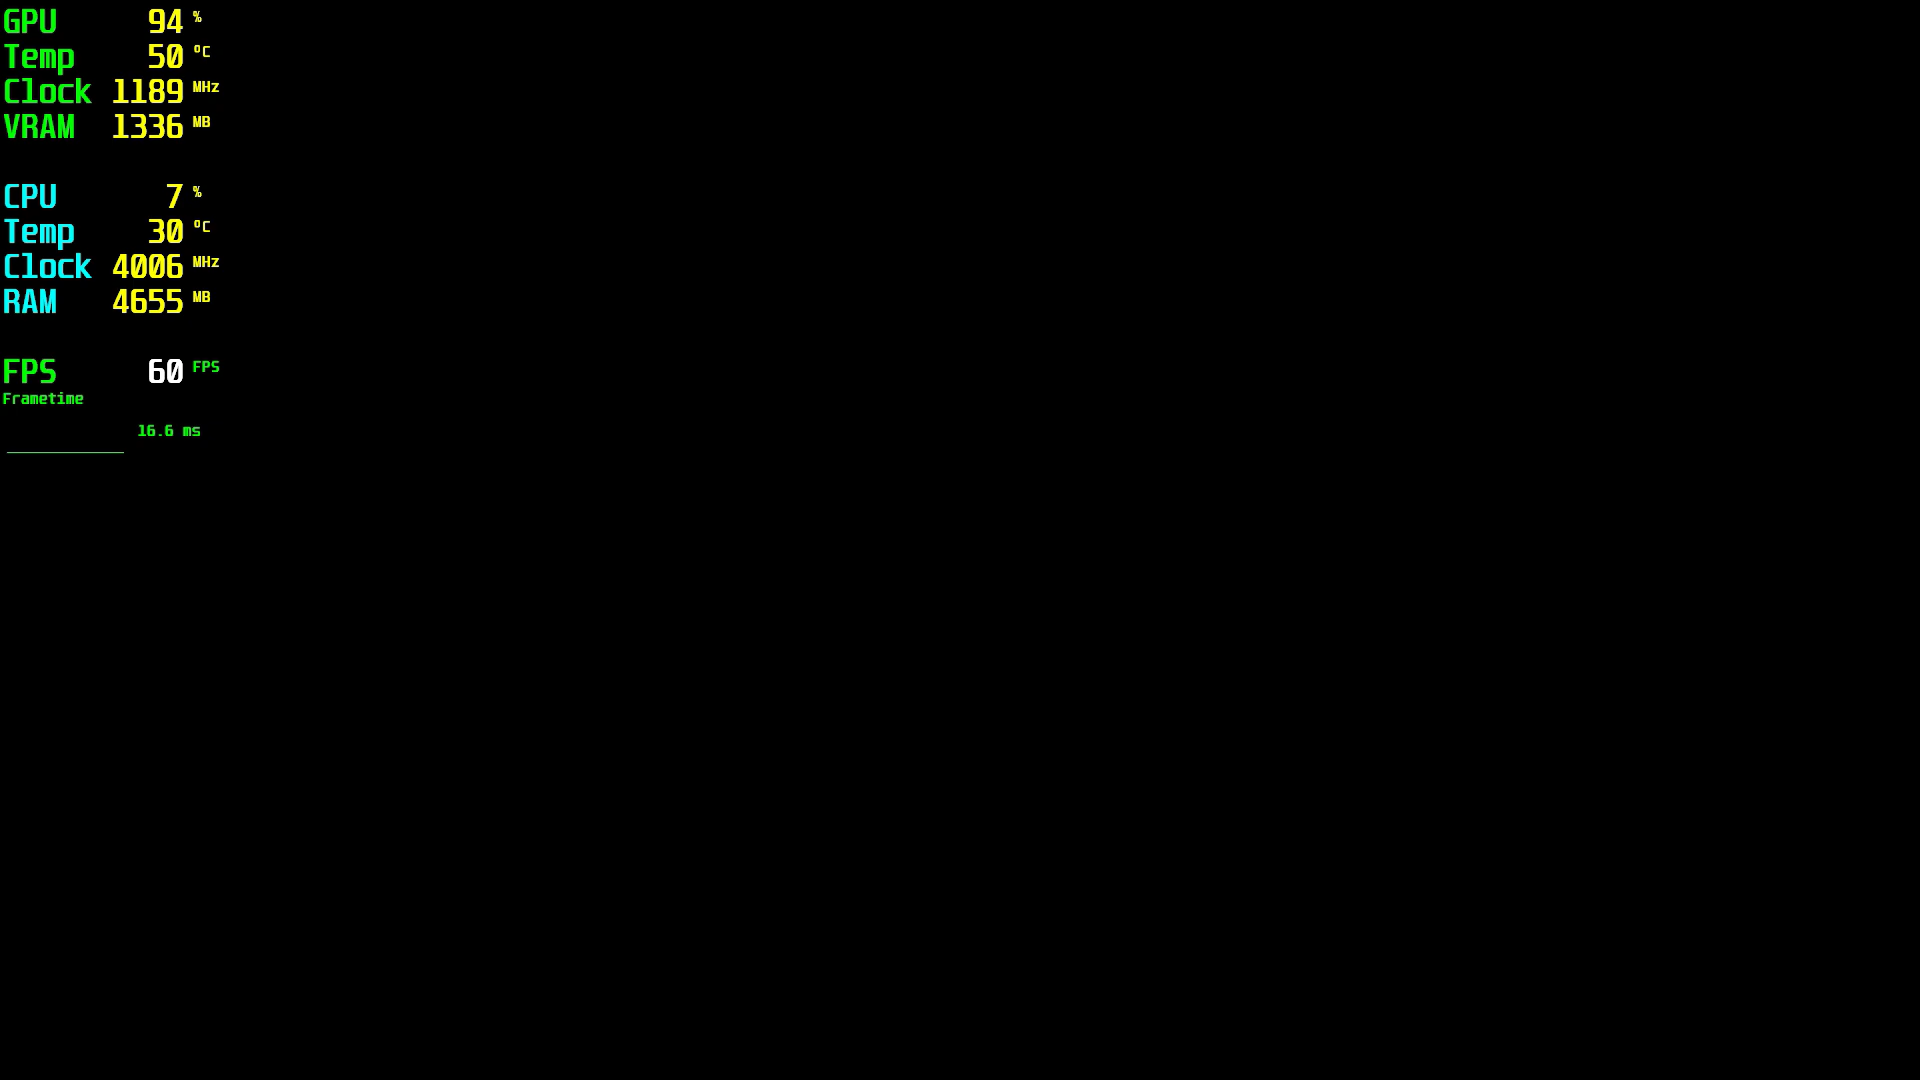 GPU 94 %
Temp 50 °C
Clock 1189 MHz
VRAM 1336 MB
CPU 7 %
Temp 30 °C
Clock 4006 MHz
RAM 4655 MB
FPS 60 FPS
Frametime
16.6 ms